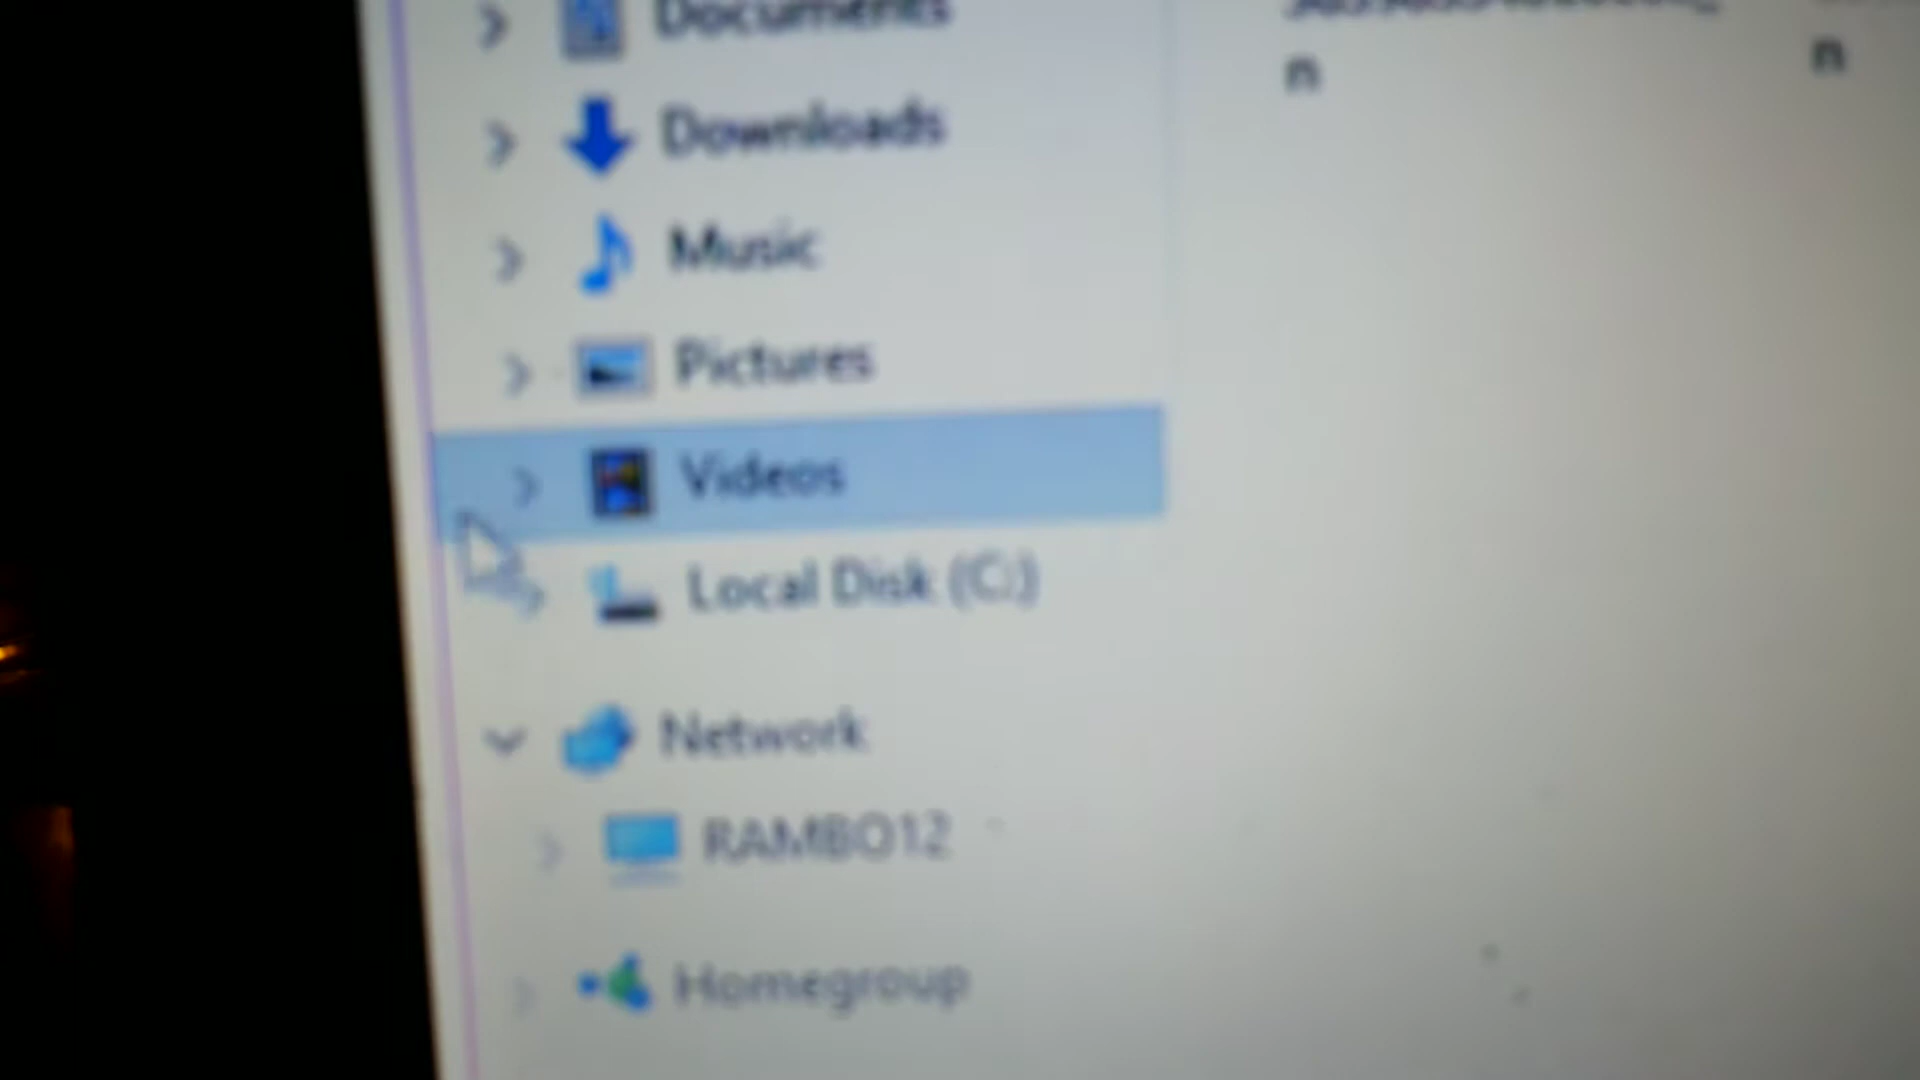 Documents
n
n
Downloads
Music
Pictures
Videos
Local Disk (C:)
Network
RAMBO12
Homegroup